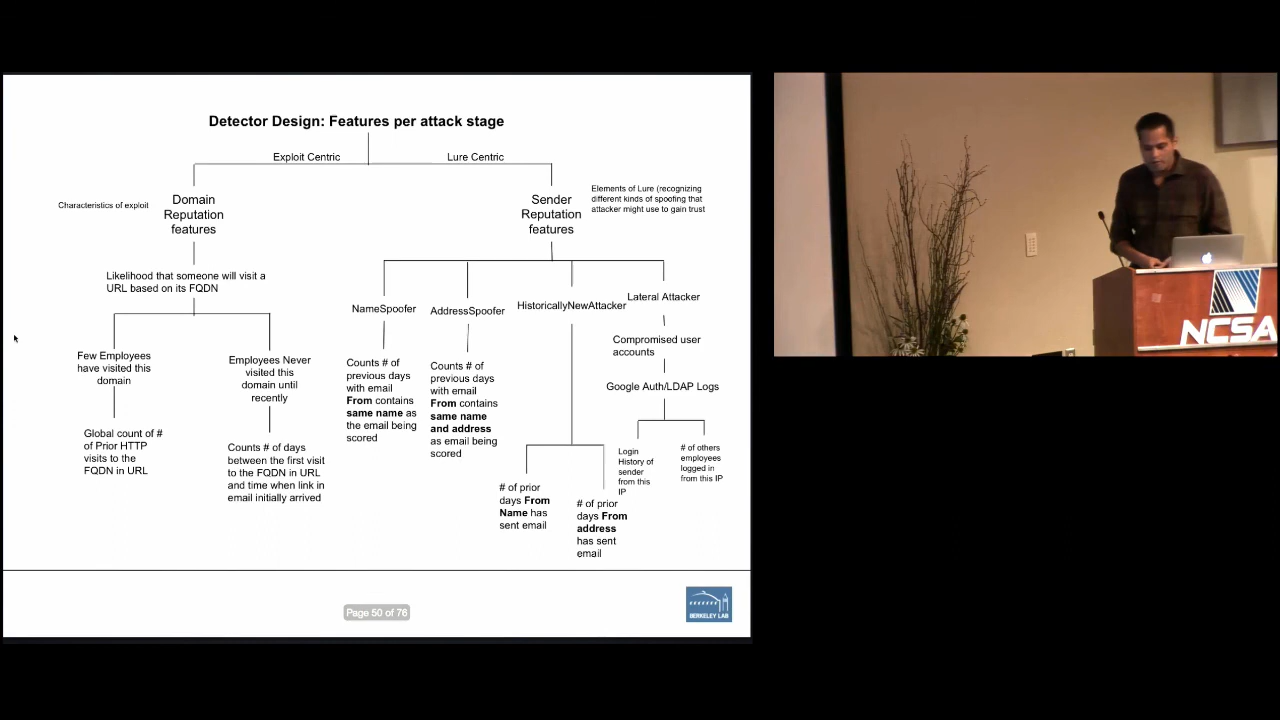 Detector Design: Features per attack stage
Exploit Centric
Lure Centric
Characteristics of exploit
Domain
Reputation
features
Sender
Reputation
features
Elements of Lure (recognizing
different kinds of spoofing that
attacker might use to gain trust
Likelihood that someone will visit a
URL based on its FQDN
Few Employees
have visited this
domain
Employees Never
visited this
domain until
recently
Global count of #
of Prior HTTP
visits to the
FQDN in URL
Counts # of days
between the first visit
to the FQDN in URL
and time when link in
email initially arrived
NameSpoofer
AddressSpoofer
HistoricallyNewAttacker
Lateral Attacker
Counts # of
previous days
with email
From contains
same name as
the email being
scored
Counts # of
previous days
with email
From contains
same name
and address
as email being
scored
# of prior
days From
Name has
sent email
# of prior
days From
address
has sent
email
Compromised user
accounts
Google Auth/LDAP Logs
Login
History of
sender
from this
IP
# of others
employees
logged in
from this IP
Page 50 of 76
BERKELEY LAB
NCSA